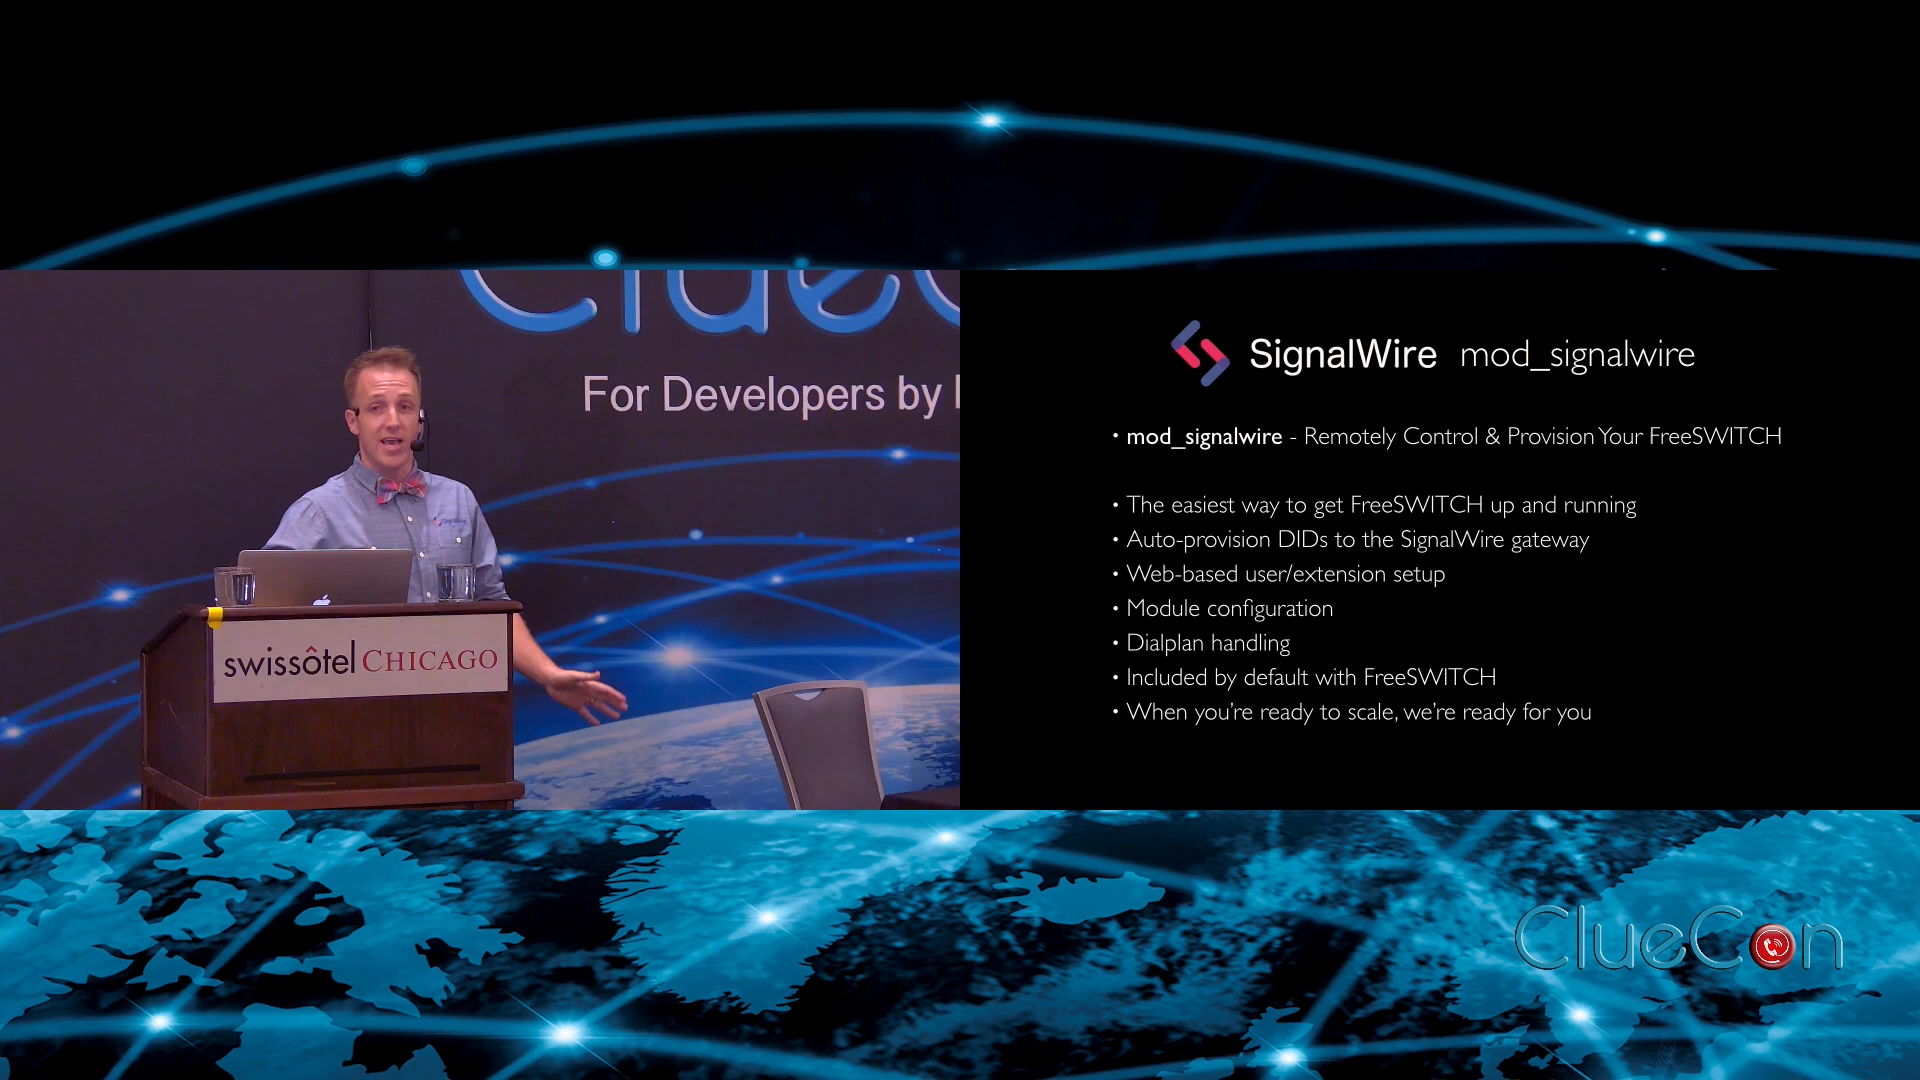 ClueC
For Developers by
swissôtel CHICAGO
SignalWire mod_signalwire
• mod_signalwire - Remotely Control & Provision Your FreeSWITCH
• The easiest way to get FreeSWITCH up and running
• Auto-provision DIDs to the SignalWire gateway
• Web-based user/extension setup
• Module configuration
• Dialplan handling
• Included by default with FreeSWITCH
• When you're ready to scale, we're ready for you
ClueCon